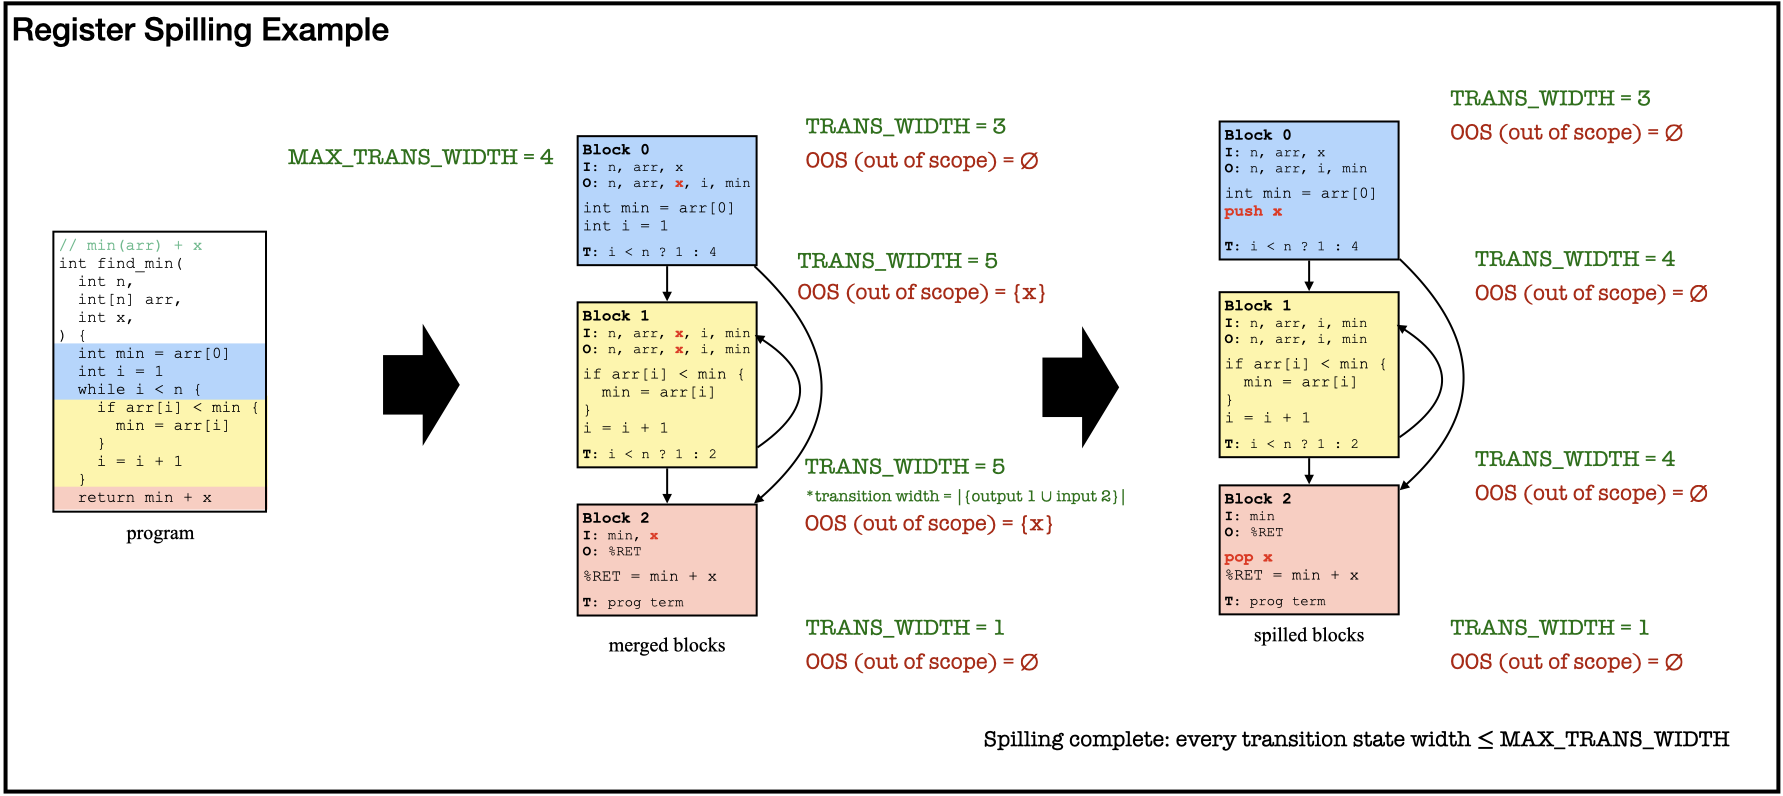 Register Spilling Example
MAX_TRANS_WIDTH = 4
// min(arr) + x
int find_min(
int n,
int[n] arr,
int x,
) {
int min = arr[0]
int i = 1
while i < n {
if arr[i] < min {
min = arr[i]
}
i = i + 1
}
return min + x
program
Block 0
I: n, arr, x
O: n, arr, x, i, min
int min = arr[0]
int i = 1
T: i < n ? 1 : 4
Block 1
I: n, arr, x, i, min
O: n, arr, x, i, min
if arr[i] < min {
min = arr[i]
}
i = i + 1
T: i < n ? 1 : 2
Block 2
I: min, x
O: %RET
%RET = min + x
T: prog term
merged blocks
TRANS_WIDTH = 3
OOS (out of scope) = ∅
TRANS_WIDTH = 5
OOS (out of scope) = {x}
TRANS_WIDTH = 5
*transition width = |{output 1 ∪ input 2}|
OOS (out of scope) = {x}
TRANS_WIDTH = 1
OOS (out of scope) = ∅
Block 0
I: n, arr, x
O: n, arr, i, min
int min = arr[0]
push x
T: i < n ? 1 : 4
Block 1
I: n, arr, i, min
O: n, arr, i, min
if arr[i] < min {
min = arr[i]
}
i = i + 1
T: i < n ? 1 : 2
Block 2
I: min
O: %RET
pop x
%RET = min + x
T: prog term
spilled blocks
TRANS_WIDTH = 3
OOS (out of scope) = ∅
TRANS_WIDTH = 4
OOS (out of scope) = ∅
TRANS_WIDTH = 4
OOS (out of scope) = ∅
TRANS_WIDTH = 1
OOS (out of scope) = ∅
Spilling complete: every transition state width ≤ MAX_TRANS_WIDTH